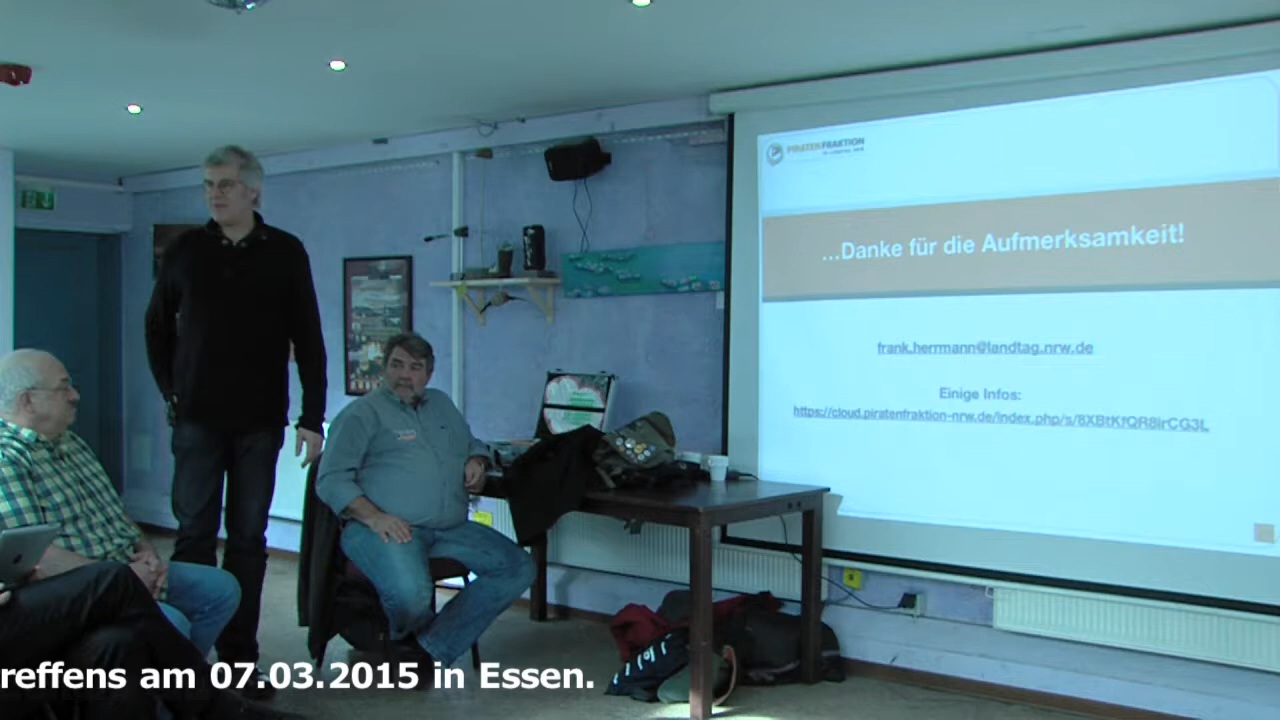 PIRATENFRAKTION
…Danke für die Aufmerksamkeit!
frank.herrmann@landtag.nrw.de
Einige Infos:
https://cloud.piratenfraktion-nrw.de/index.php/s/8XBtKfQR8irCG3L
reffens am 07.03.2015 in Essen.